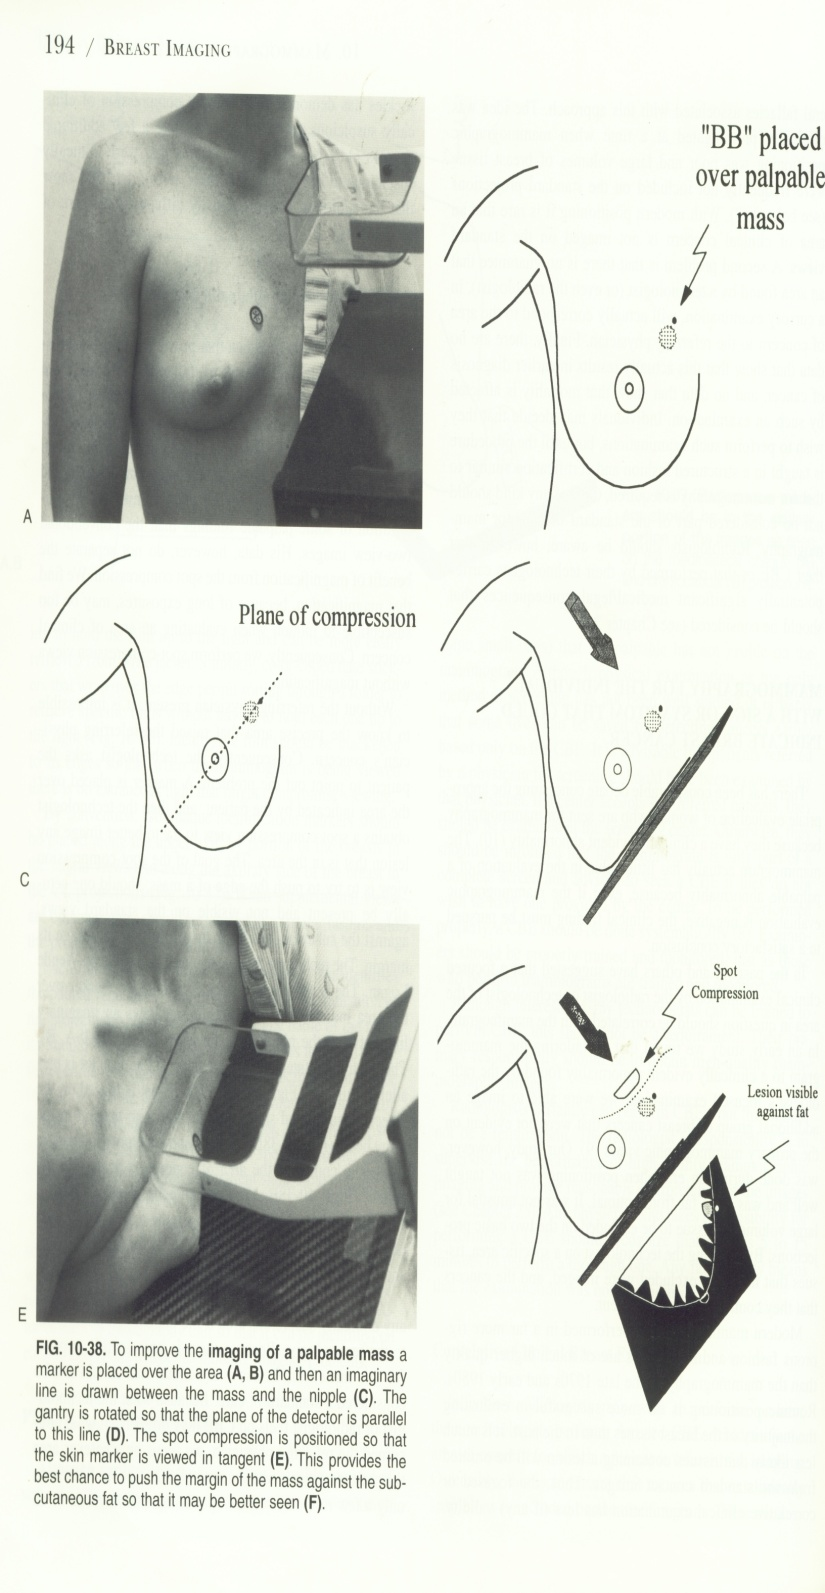 194 / BREAST IMAGING
"BB" placed
over palpable
mass
A
Plane of compression
C
Spot
Compression
X-rays
Lesion visible
against fat
E
FIG. 10-38. To improve the imaging of a palpable mass a
marker is placed over the area (A, B) and then an imaginary
line is drawn between the mass and the nipple (C). The
gantry is rotated so that the plane of the detector is parallel
to this line (D). The spot compression is positioned so that
the skin marker is viewed in tangent (E). This provides the
best chance to push the margin of the mass against the sub-
cutaneous fat so that it may be better seen (F).